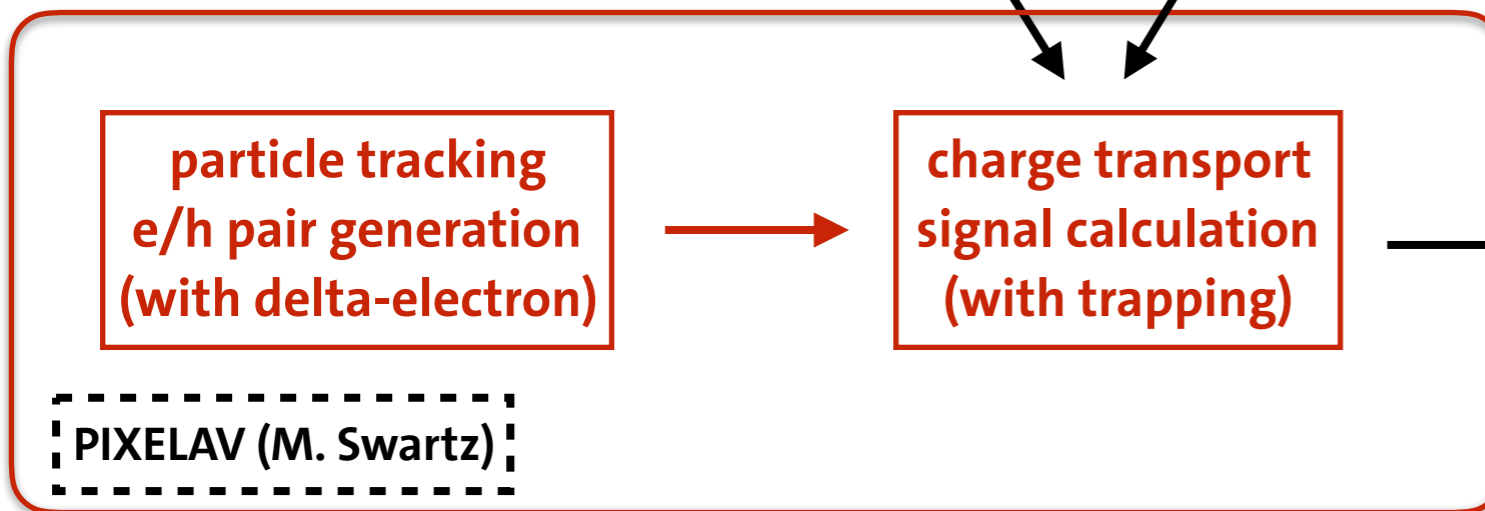 particle tracking
e/h pair generation
(with delta-electron)
charge transport
signal calculation
(with trapping)
PIXELAV (M. Swartz)